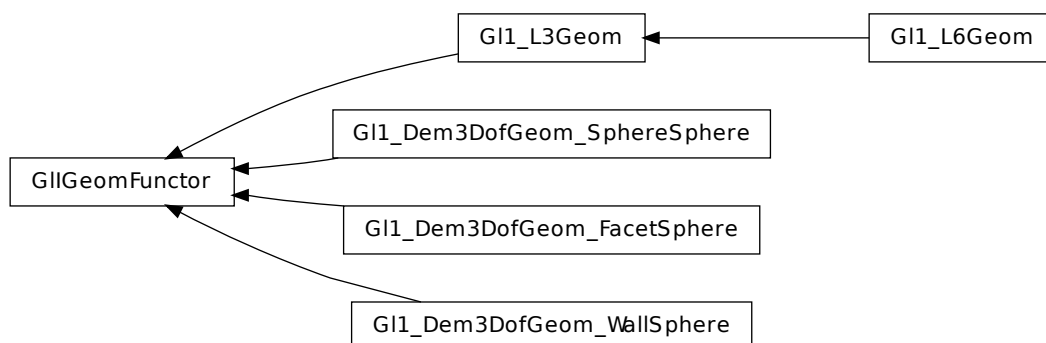 Gl1_L3Geom
Gl1_L6Geom
Gl1_Dem3DofGeom_SphereSphere
GlIGeomFunctor
Gl1_Dem3DofGeom_FacetSphere
Gl1_Dem3DofGeom_WallSphere